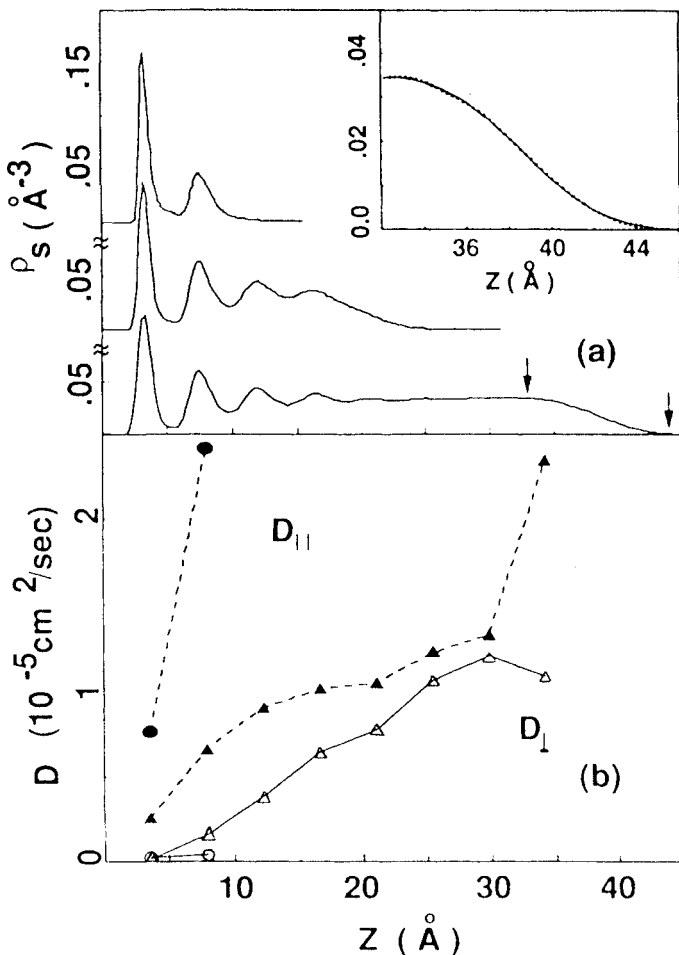 .15
.05
.05
.05
ρs ( Å-3 )
.04
.02
0.0
36 40 44
Z ( Å )
(a)
2
1
0
D (10 -5 cm 2/sec)
D||
D⊥
(b)
10 20 30 40
Z ( Å )